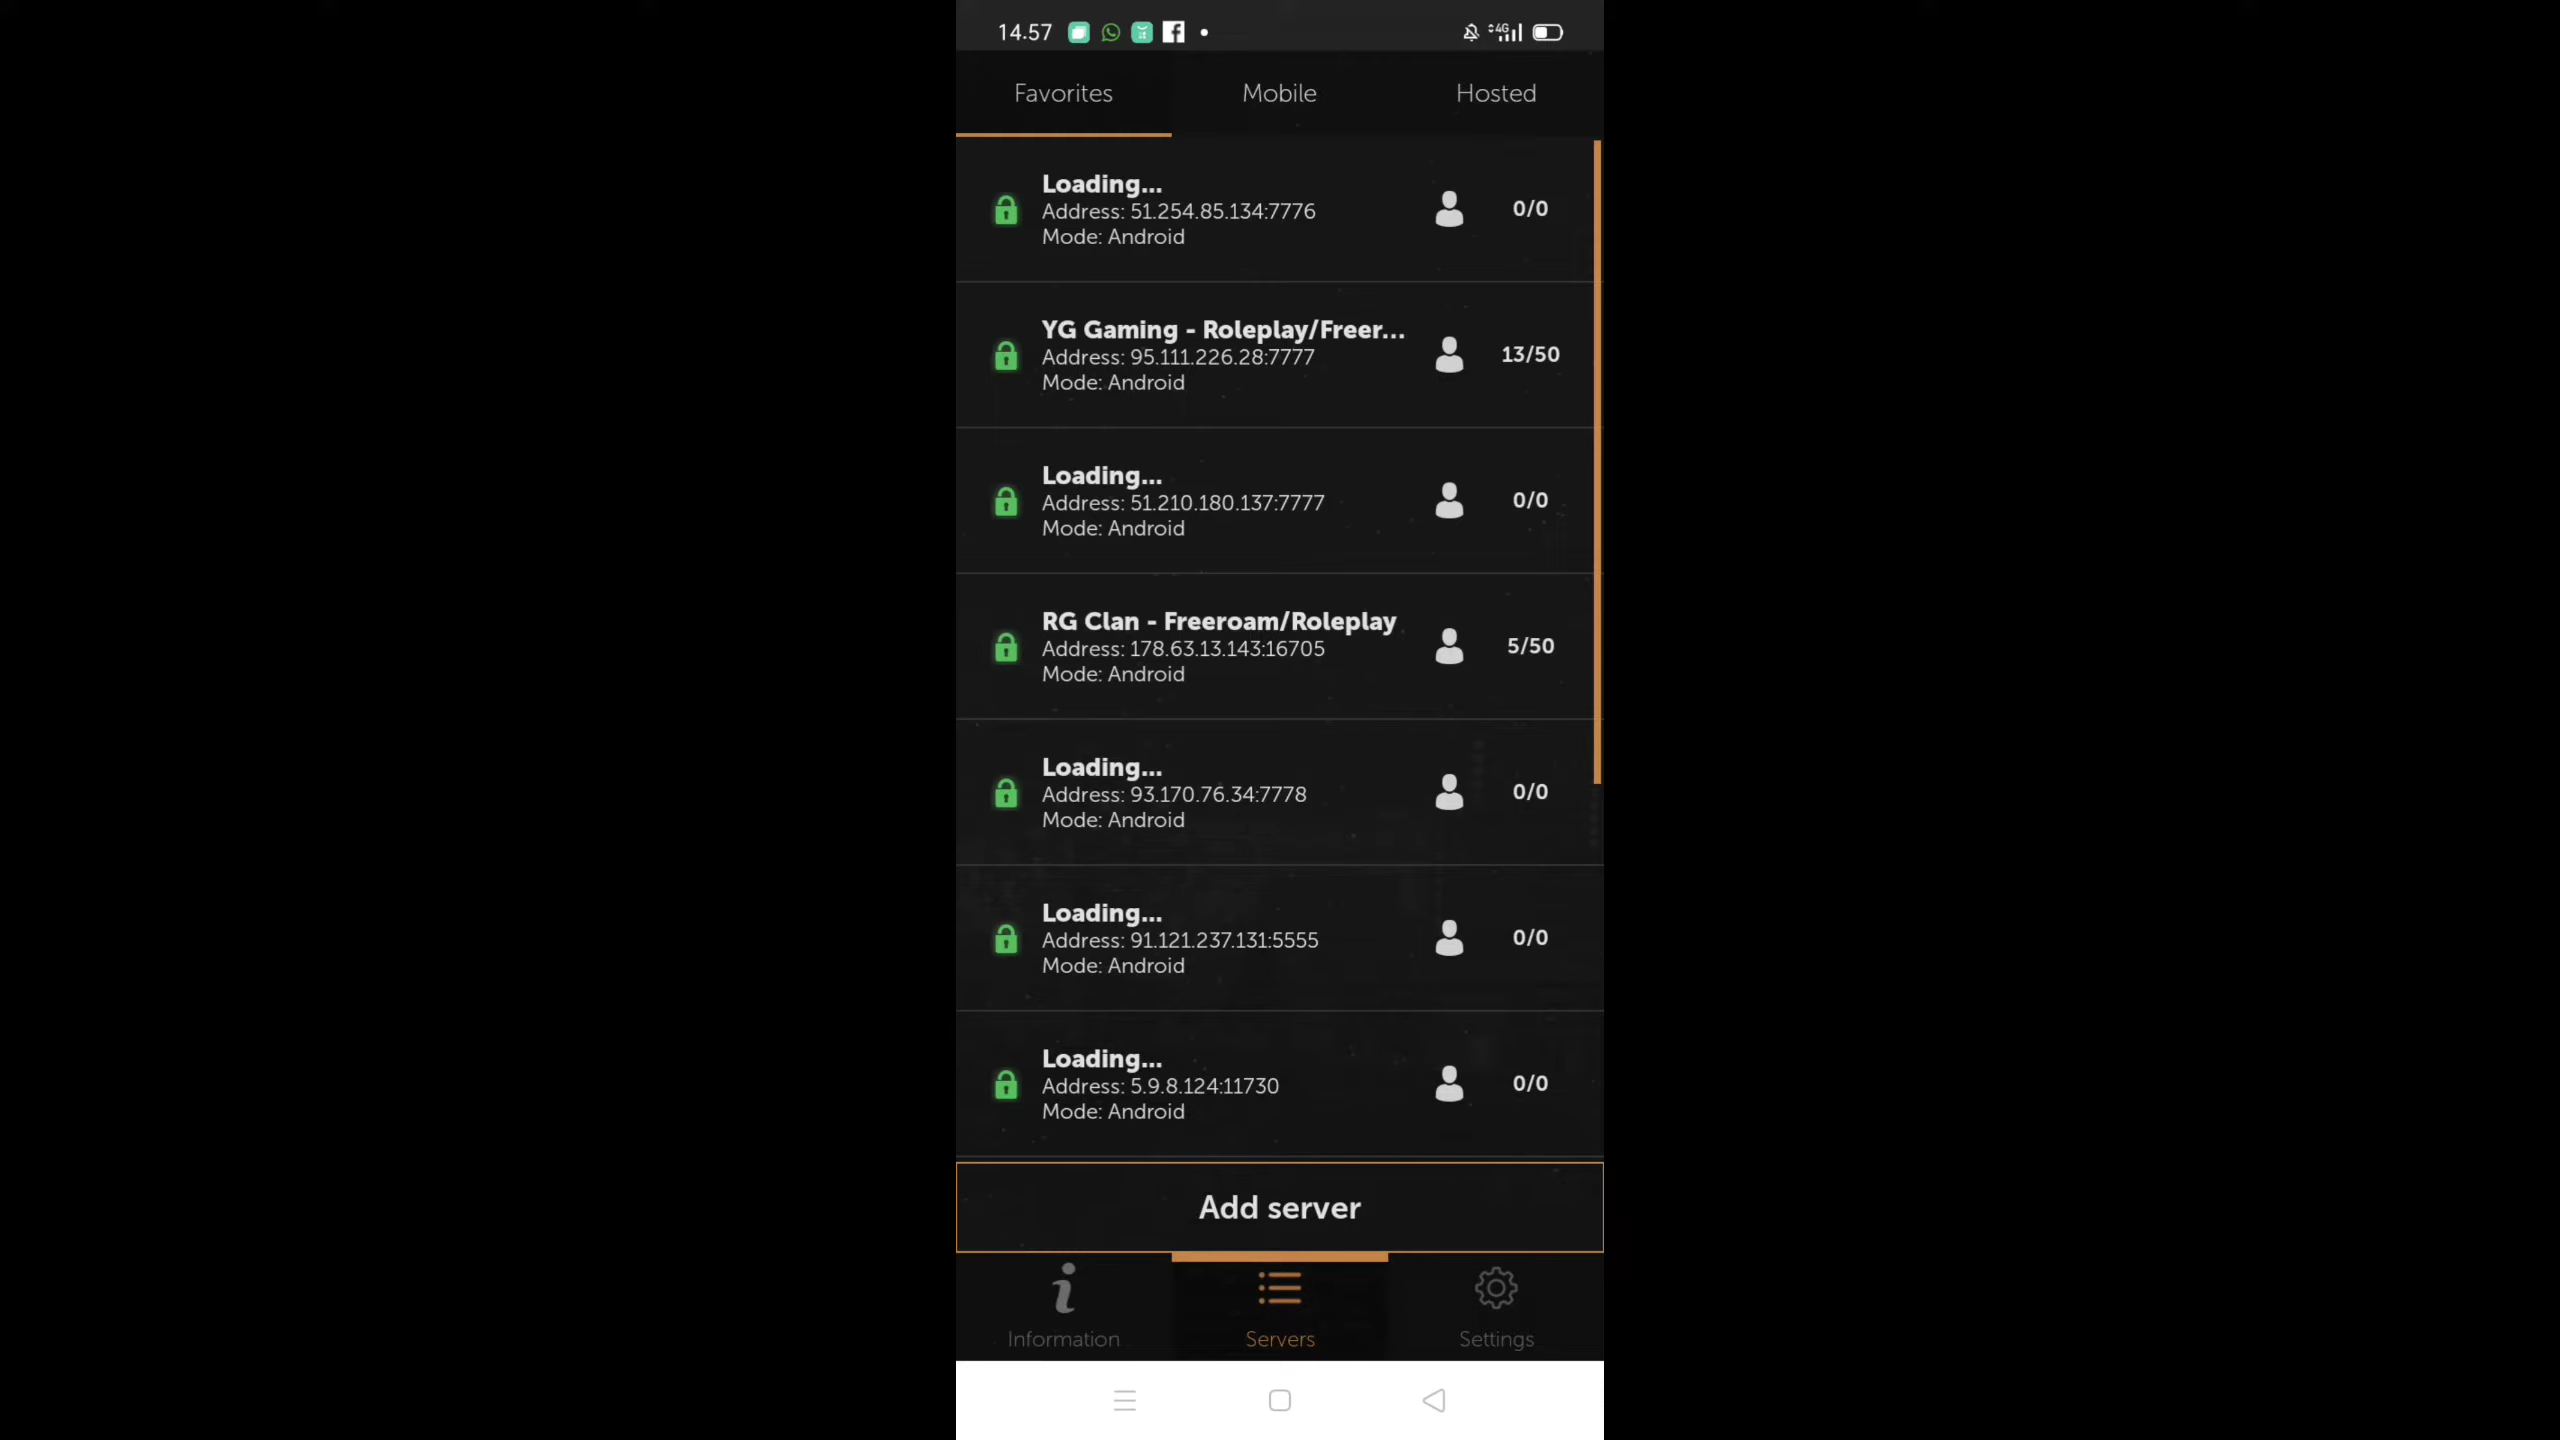 14.57
4G
Favorites Mobile Hosted
Loading...
Address: 51.254.85.134:7776 0/0
Mode: Android
YG Gaming - Roleplay/Freer...
Address: 95.111.226.28:7777 13/50
Mode: Android
Loading...
Address: 51.210.180.137:7777 0/0
Mode: Android
RG Clan - Freeroam/Roleplay
Address: 178.63.13.143:16705 5/50
Mode: Android
Loading...
Address: 93.170.76.34:7778 0/0
Mode: Android
Loading...
Address: 91.121.237.131:5555 0/0
Mode: Android
Loading...
Address: 5.9.8.124:11730 0/0
Mode: Android
Add server
Information Servers Settings